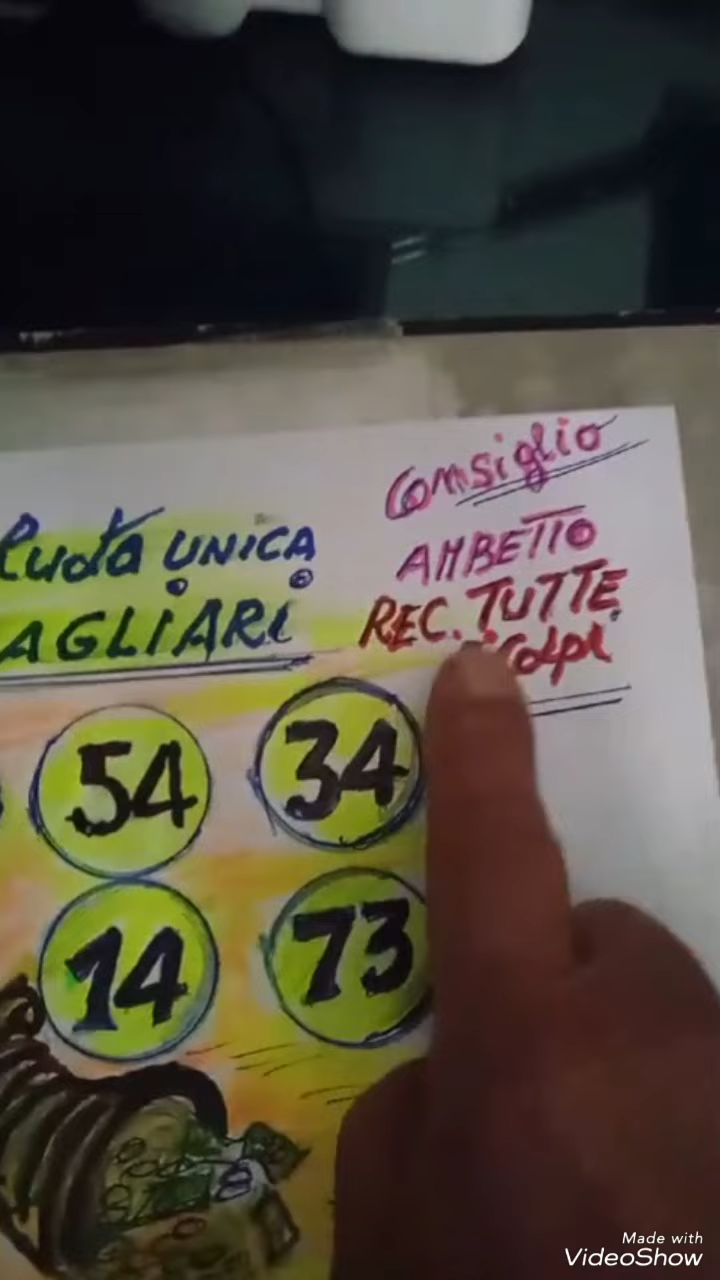 Consiglio
Ruota UNICA
AMBETTO
AGLIARI
REC. TUTTE
Colpi
54 34
14 73
Made with
VideoShow